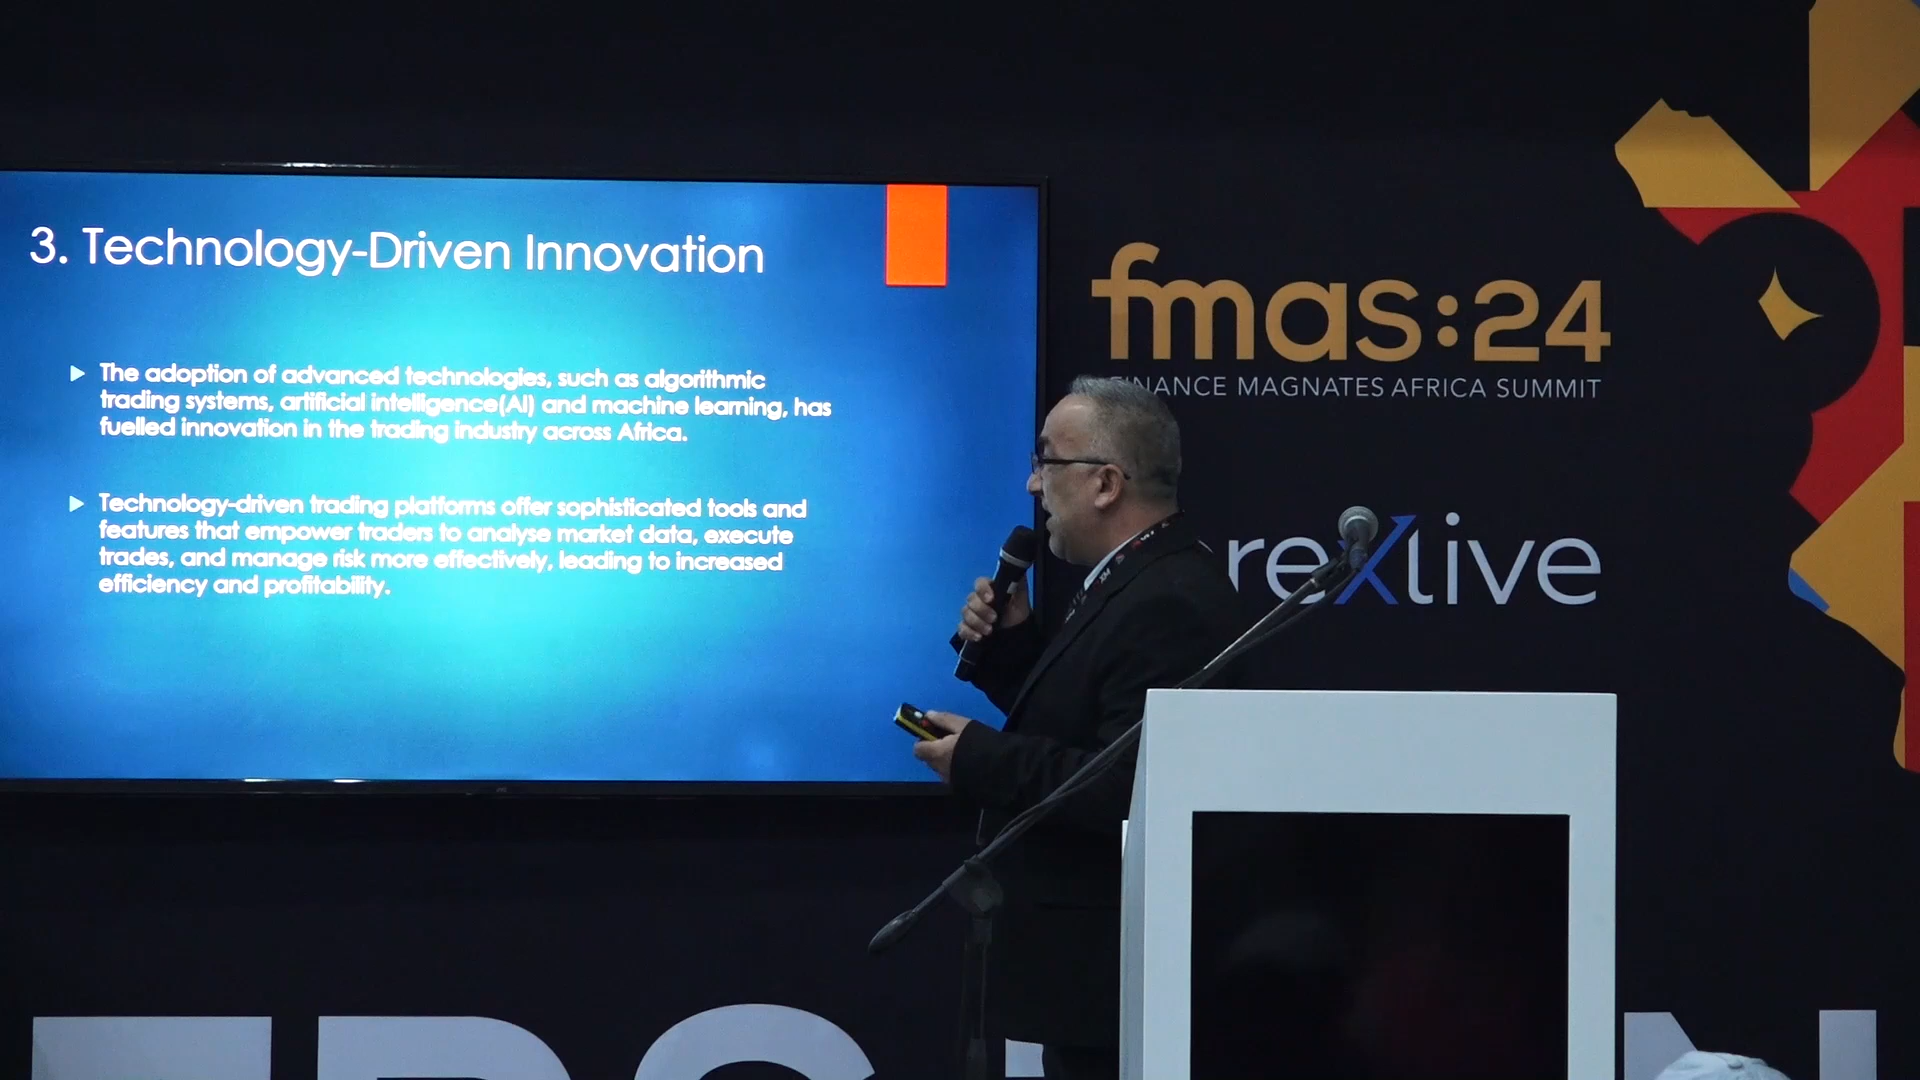 3. Technology-Driven Innovation
The adoption of advanced technologies, such as algorithmic
trading systems, artificial intelligence(AI) and machine learning, has
fuelled innovation in the trading industry across Africa.
Technology-driven trading platforms offer sophisticated tools and
features that empower traders to analyse market data, execute
trades, and manage risk more effectively, leading to increased
efficiency and profitability.
fmas:24
FINANCE MAGNATES AFRICA SUMMIT
rexlive